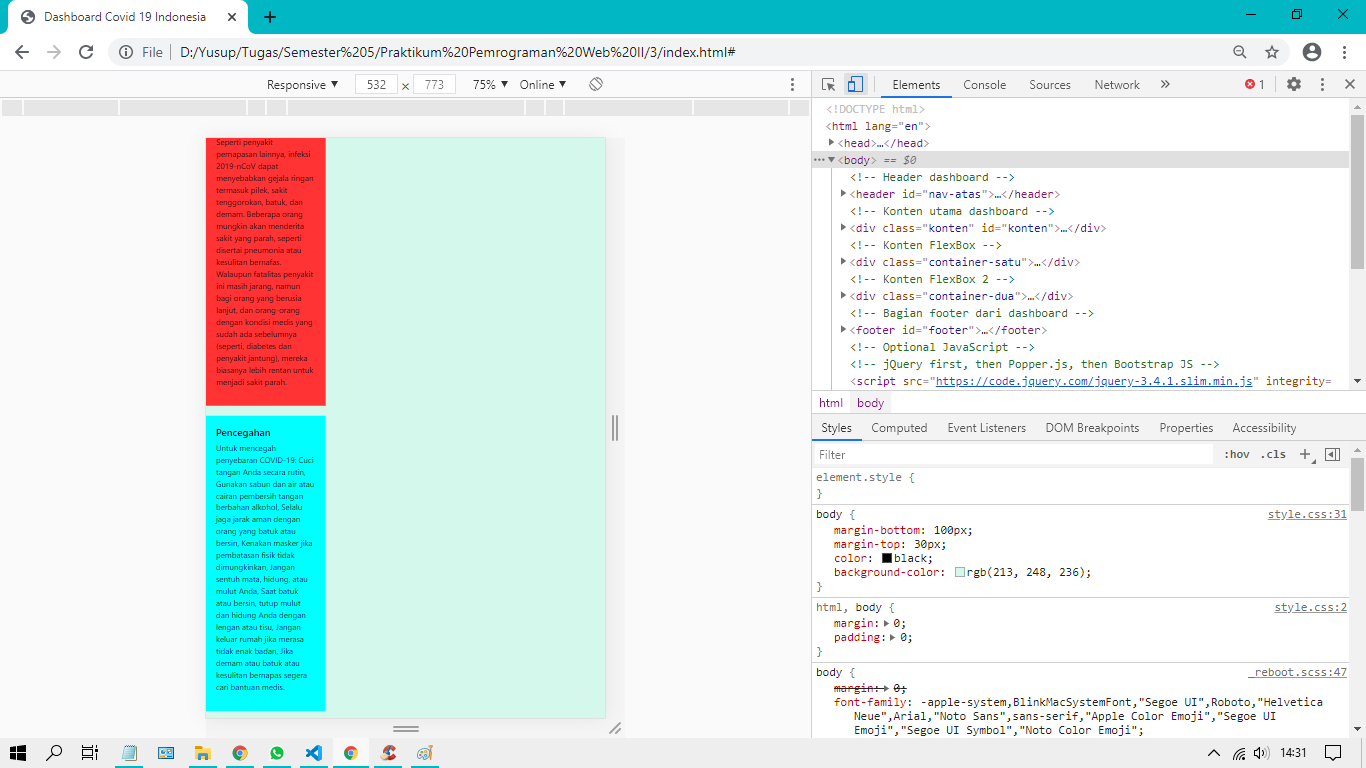 Dashboard Covid 19 Indonesia
File
D:/Yusup/Tugas/Semester%205/Praktikum%20Pemrograman%20Web%20II/3/index.html#
Responsive ▼ 532 × 773 75% ▼ Online ▼
Seperti penyakit
pernapasan lainnya, infeksi
2019-nCoV dapat
menyebabkan gejala ringan
termasuk pilek, sakit
tenggorokan, batuk, dan
demam. Beberapa orang
mungkin akan menderita
sakit yang parah, seperti
disertai pneumonia atau
kesulitan bernafas.
Walaupun fatalitas penyakit
ini masih jarang, namun
bagi orang yang berusia
lanjut, dan orang-orang
dengan kondisi medis yang
sudah ada sebelumnya
(seperti, diabetes dan
penyakit jantung), mereka
biasanya lebih rentan untuk
menjadi sakit parah.
Pencegahan
Untuk mencegah
penyebaran COVID-19: Cuci
tangan Anda secara rutin,
Gunakan sabun dan air atau
cairan pembersih tangan
berbahan alkohol, Selalu
jaga jarak aman dengan
orang yang batuk atau
bersin, Kenakan masker jika
pembatasan fisik tidak
dimungkinkan, Jangan
sentuh mata, hidung, atau
mulut Anda, Saat batuk
atau bersin, tutup mulut
dan hidung Anda dengan
lengan atau tisu, Jangan
keluar rumah jika merasa
tidak enak badan, Jika
demam atau batuk atau
kesulitan bernapas segera
cari bantuan medis.
Elements Console Sources Network » 1
<!DOCTYPE html>
<html lang="en">
<head>…</head>
<body> == $0
<!-- Header dashboard -->
<header id="nav-atas">…</header>
<!-- Konten utama dashboard -->
<div class="konten" id="konten">…</div>
<!-- Konten FlexBox -->
<div class="container-satu">…</div>
<!-- Konten FlexBox 2 -->
<div class="container-dua">…</div>
<!-- Bagian footer dari dashboard -->
<footer id="footer">…</footer>
<!-- Optional JavaScript -->
<!-- jQuery first, then Popper.js, then Bootstrap JS -->
<script src="https://code.jquery.com/jquery-3.4.1.slim.min.js" integrity=
html body
Styles Computed Event Listeners DOM Breakpoints Properties Accessibility
Filter :hov .cls +
element.style {
}
body { style.css:31
margin-bottom: 100px;
margin-top: 30px;
color: black;
background-color: rgb(213, 248, 236);
}
html, body { style.css:2
margin: 0;
padding: 0;
}
body { _reboot.scss:47
margin: 0;
font-family: -apple-system,BlinkMacSystemFont,"Segoe UI",Roboto,"Helvetica
Neue",Arial,"Noto Sans",sans-serif,"Apple Color Emoji","Segoe UI
Emoji","Segoe UI Symbol","Noto Color Emoji";
14:31